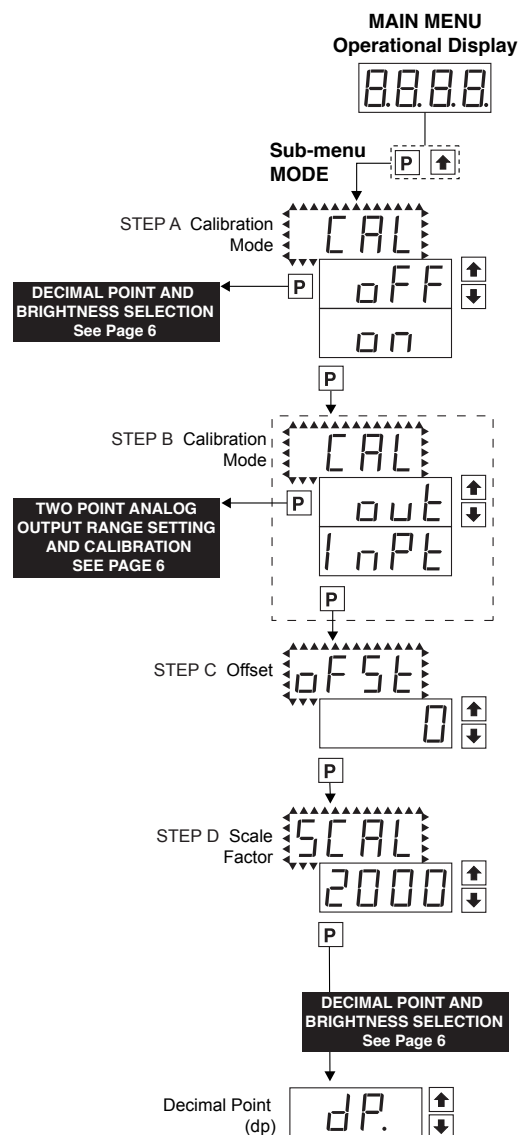 MAIN MENU
Operational Display
8.8.8.8.
Sub-menu
MODE
P
STEP A Calibration
Mode
CAL
P
oFF
on
DECIMAL POINT AND
BRIGHTNESS SELECTION
See Page 6
P
STEP B Calibration
Mode
CAL
P
out
InPt
TWO POINT ANALOG
OUTPUT RANGE SETTING
AND CALIBRATION
SEE PAGE 6
P
STEP C Offset
oFSt
0
P
STEP D Scale
Factor
SCAL
2000
P
DECIMAL POINT AND
BRIGHTNESS SELECTION
See Page 6
Decimal Point
(dp)
dP.